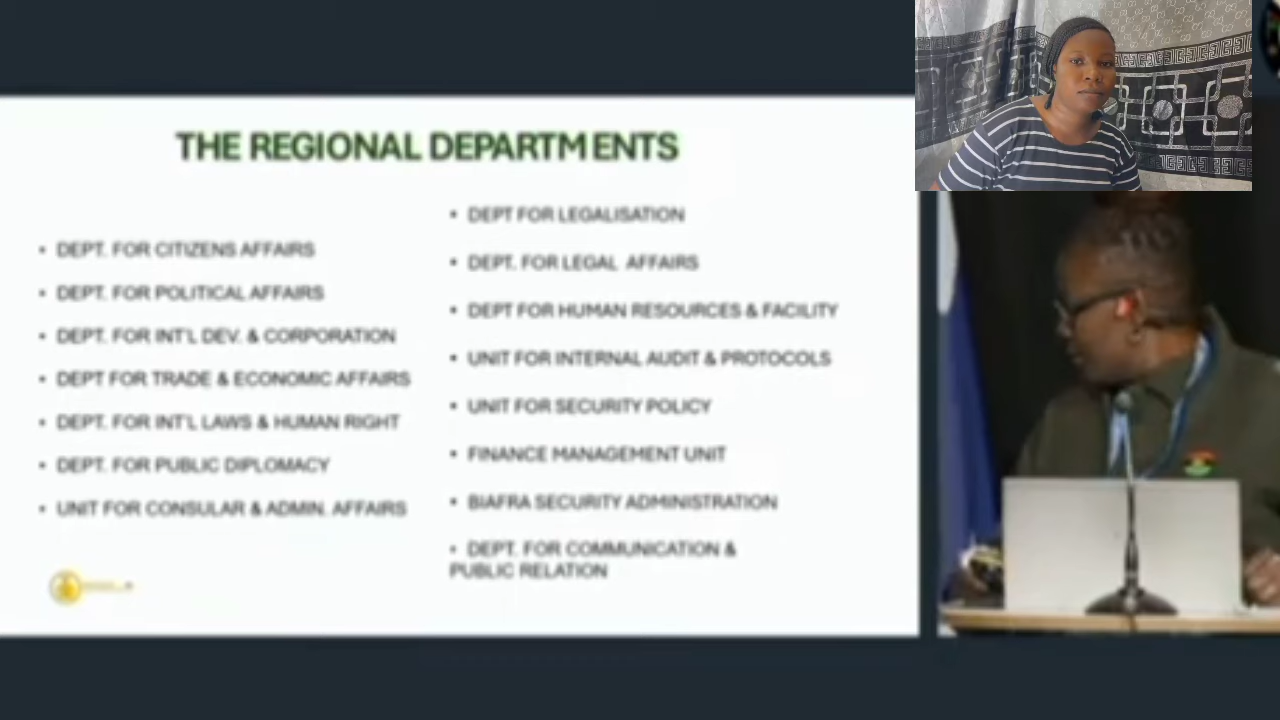 THE REGIONAL DEPARTMENTS
• DEPT. FOR CITIZENS AFFAIRS
• DEPT. FOR POLITICAL AFFAIRS
• DEPT. FOR INT'L DEV. & CORPORATION
• DEPT FOR TRADE & ECONOMIC AFFAIRS
• DEPT. FOR INT'L LAWS & HUMAN RIGHT
• DEPT. FOR PUBLIC DIPLOMACY
• UNIT FOR CONSULAR & ADMIN. AFFAIRS
• DEPT FOR LEGALISATION
• DEPT. FOR LEGAL AFFAIRS
• DEPT FOR HUMAN RESOURCES & FACILITY
• UNIT FOR INTERNAL AUDIT & PROTOCOLS
• UNIT FOR SECURITY POLICY
• FINANCE MANAGEMENT UNIT
• BIAFRA SECURITY ADMINISTRATION
• DEPT. FOR COMMUNICATION &
PUBLIC RELATION